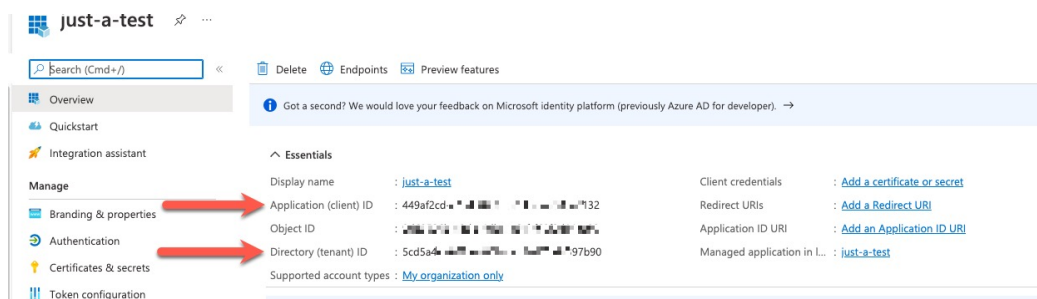 just-a-test
Search (Cmd+/)
«
Delete Endpoints Preview features
Got a second? We would love your feedback on Microsoft identity platform (previously Azure AD for developer). →
Overview
Quickstart
Integration assistant
Manage
Branding & properties
Authentication
Certificates & secrets
Token configuration
Essentials
Display name : just-a-test
Application (client) ID : 449af2cd- 132
Object ID :
Directory (tenant) ID : 5cd5a4 97b90
Supported account types : My organization only
Client credentials : Add a certificate or secret
Redirect URIs : Add a Redirect URI
Application ID URI : Add an Application ID URI
Managed application in l... : just-a-test